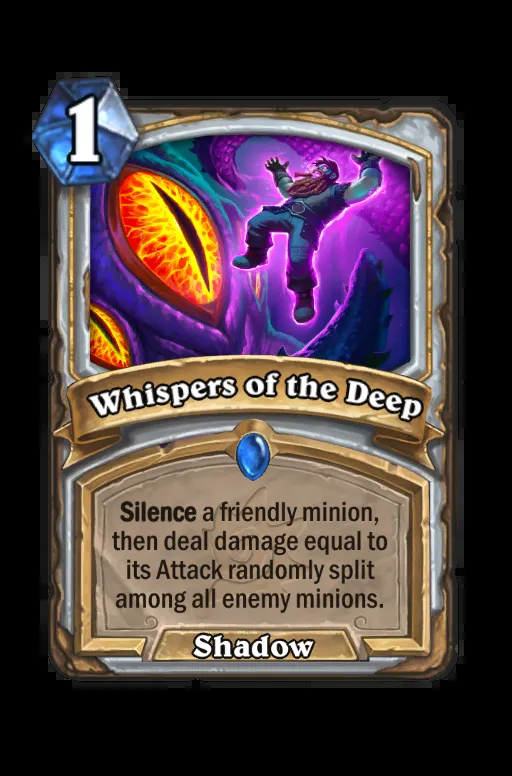 1
Whispers of the Deep
Silence a friendly minion,
then deal damage equal to
its Attack randomly split
among all enemy minions.
Shadow